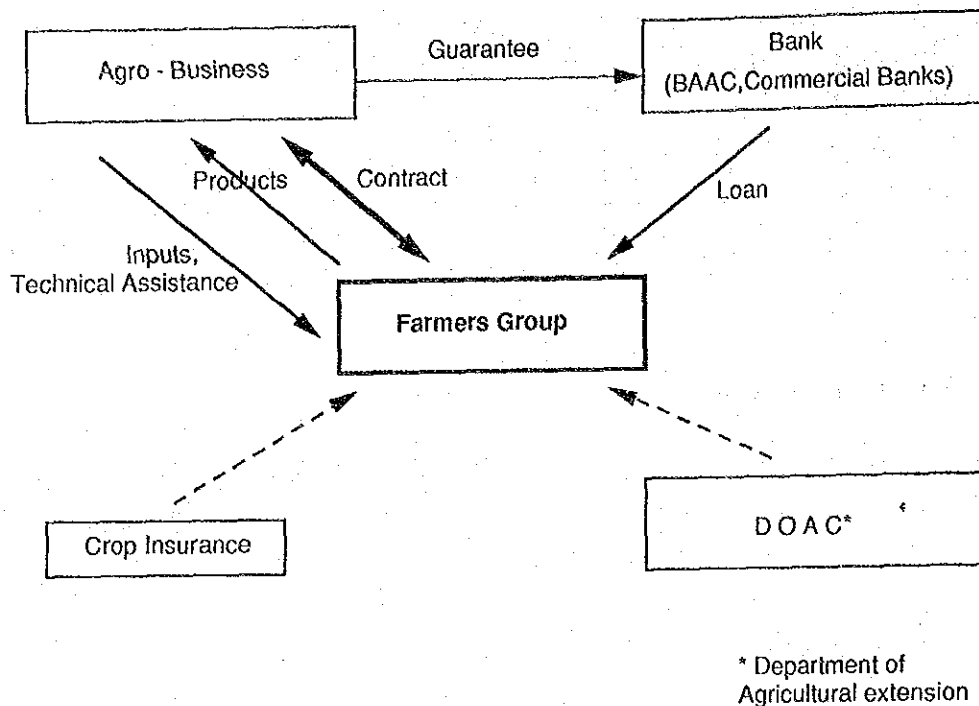 Agro - Business
Guarantee
Bank
(BAAC,Commercial Banks)
Products
Contract
Loan
Inputs,
Technical Assistance
Farmers Group
Crop Insurance
D O A C*
* Department of
Agricultural extension